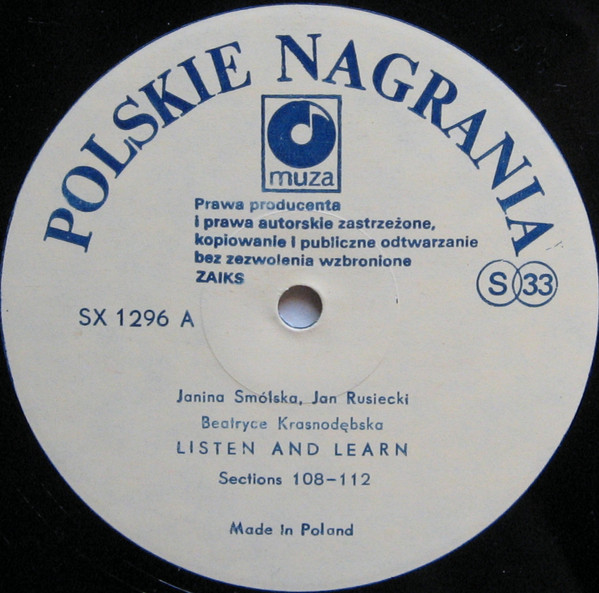 POLSKIE NAGRANIA
muza
Prawa producenta
i prawa autorskie zastrzeżone,
kopiowanie i publiczne odtwarzanie
bez zezwolenia wzbronione
ZAIKS
S 33
SX 1296 A
Janina Smólska, Jan Rusiecki
Beatryce Krasnodębska
LISTEN AND LEARN
Sections 108-112
Made in Poland